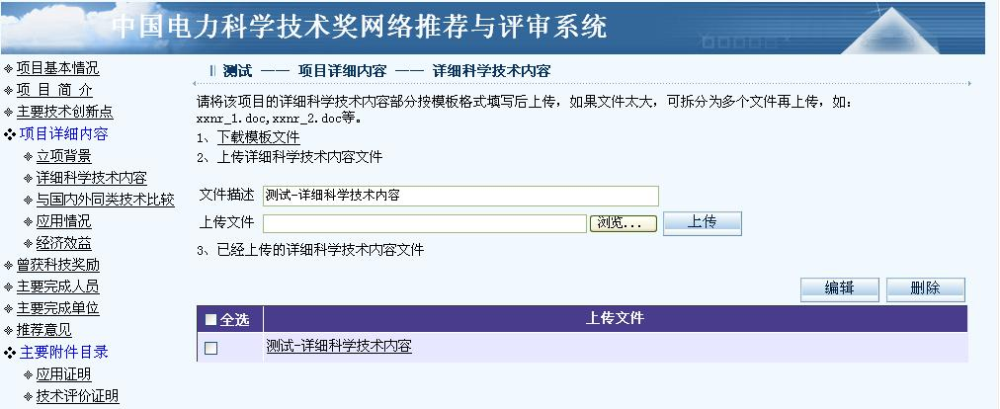 中国电力科学技术奖网络推荐与评审系统
项目基本情况
项 目 简 介
主要技术创新点
项目详细内容
立项背景
详细科学技术内容
与国内外同类技术比较
应用情况
经济效益
曾获科技奖励
主要完成人员
主要完成单位
推荐意见
主要附件目录
应用证明
技术评价证明
测试 —— 项目详细内容 —— 详细科学技术内容
请将该项目的详细科学技术内容部分按模板格式填写后上传，如果文件太大，可拆分为多个文件再上传，如：
xxnr_1.doc,xxnr_2.doc等。
1、下载模板文件
2、上传详细科学技术内容文件
文件描述 测试-详细科学技术内容
上传文件 浏览... 上传
3、已经上传的详细科学技术内容文件
编辑 删除
全选 上传文件
测试-详细科学技术内容